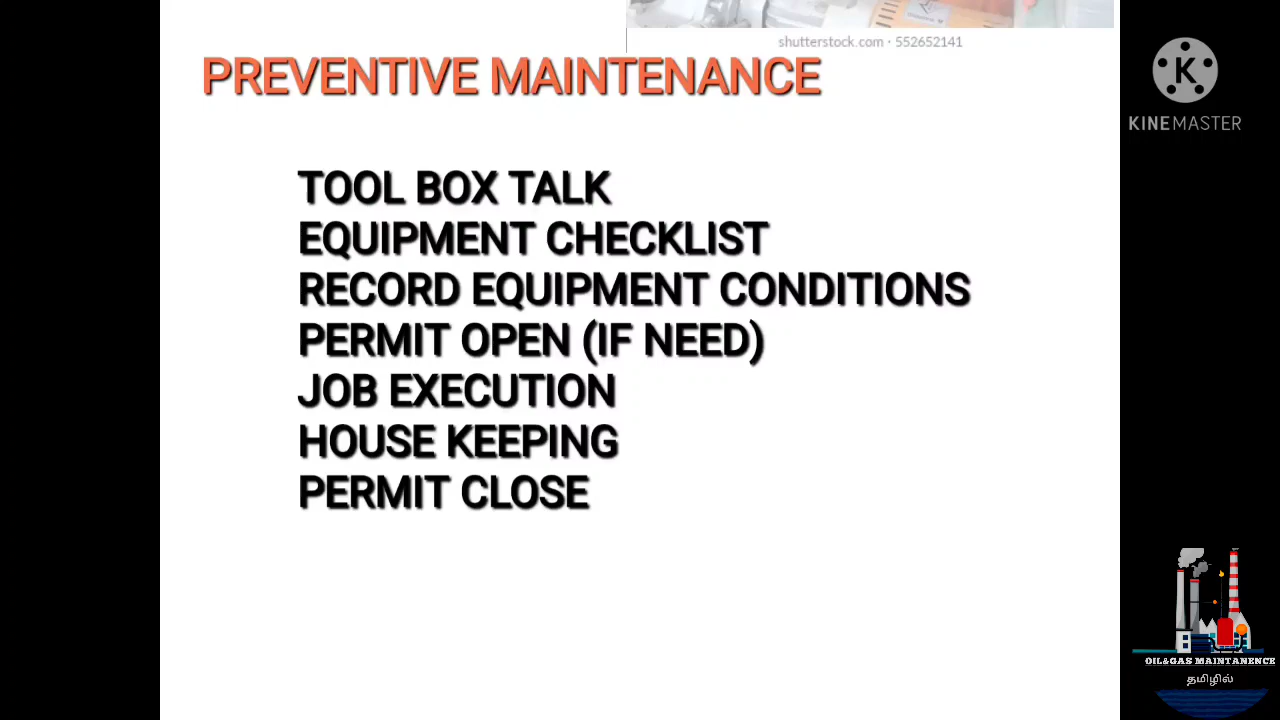 shutterstock.com · 552652141
PREVENTIVE MAINTENANCE
TOOL BOX TALK
EQUIPMENT CHECKLIST
RECORD EQUIPMENT CONDITIONS
PERMIT OPEN (IF NEED)
JOB EXECUTION
HOUSE KEEPING
PERMIT CLOSE
K
KINEMASTER
OIL&GAS MAINTANENCE
தமிழில்